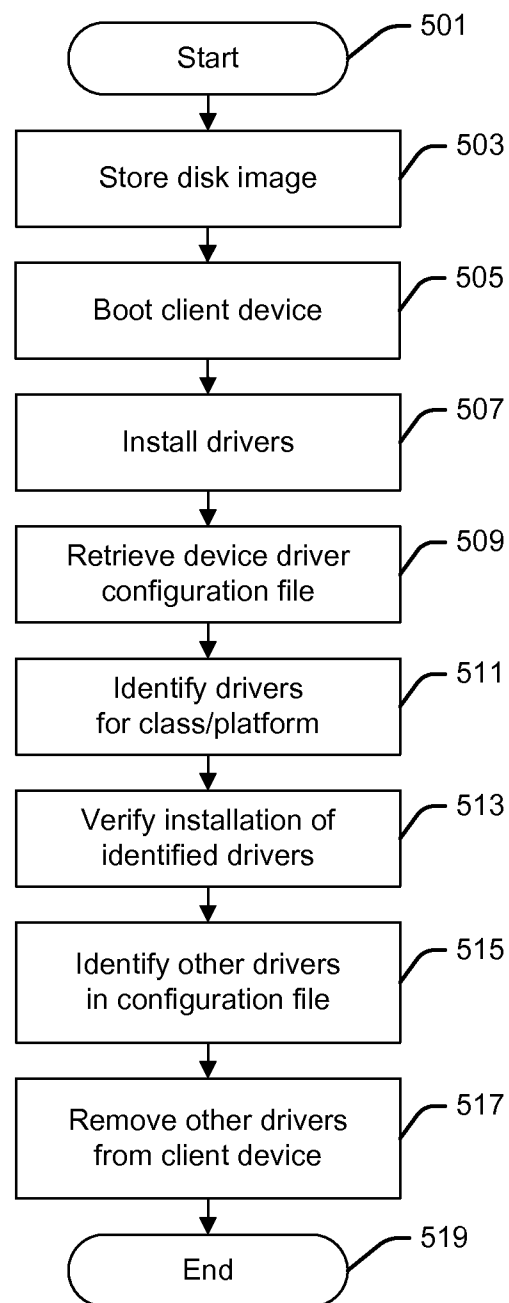 Start
501
Store disk image
503
Boot client device
505
Install drivers
507
Retrieve device driver
configuration file
509
Identify drivers
for class/platform
511
Verify installation of
identified drivers
513
Identify other drivers
in configuration file
515
Remove other drivers
from client device
517
End
519